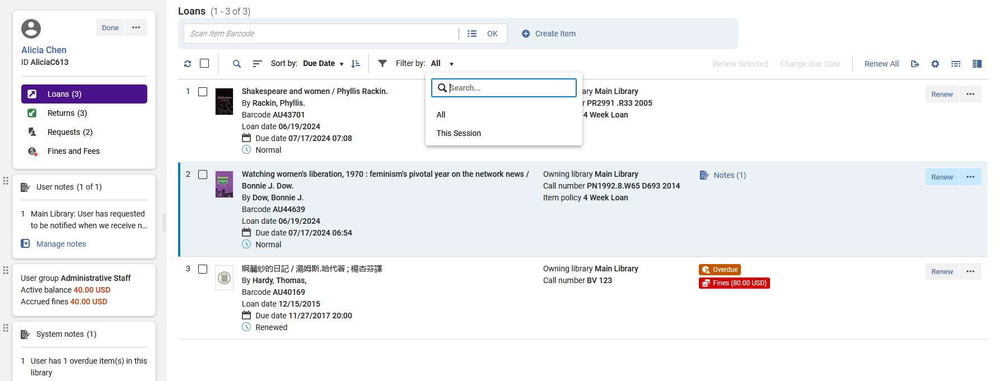 Done
Alicia Chen
ID AliciaC613
Loans (3)
Returns (3)
Requests (2)
Fines and Fees
User notes (1 of 1)
1 Main Library: User has requested
to be notified when we receive n...
Manage notes
User group Administrative Staff
Active balance 40.00 USD
Accrued fines 40.00 USD
System notes (1)
1 User has 1 overdue item(s) in this
library
Loans (1 - 3 of 3)
Scan Item Barcode OK Create Item
Sort by: Due Date Filter by: All Renew Selected Change Due Date Renew All
Search...
All
This Session
1 Shakespeare and women / Phyllis Rackin.
By Rackin, Phyllis.
Barcode AU43701
Loan date 06/19/2024
Due date 07/17/2024 07:08
Normal
ary Main Library
r PR2991 .R33 2005
4 Week Loan
Renew
2 Watching women's liberation, 1970 : feminism's pivotal year on the network news /
Bonnie J. Dow.
By Dow, Bonnie J.
Barcode AU44639
Loan date 06/19/2024
Due date 07/17/2024 06:54
Normal
Owning library Main Library
Call number PN1992.8.W65 D693 2014
Item policy 4 Week Loan
Notes (1)
Renew
3 婀麗紗的日記 / 湯姆斯.哈代著 ; 楊杏芬譯
By Hardy, Thomas,
Barcode AU40169
Loan date 12/15/2015
Due date 11/27/2017 20:00
Renewed
Owning library Main Library
Call number BV 123
Overdue
Fines (80.00 USD)
Renew